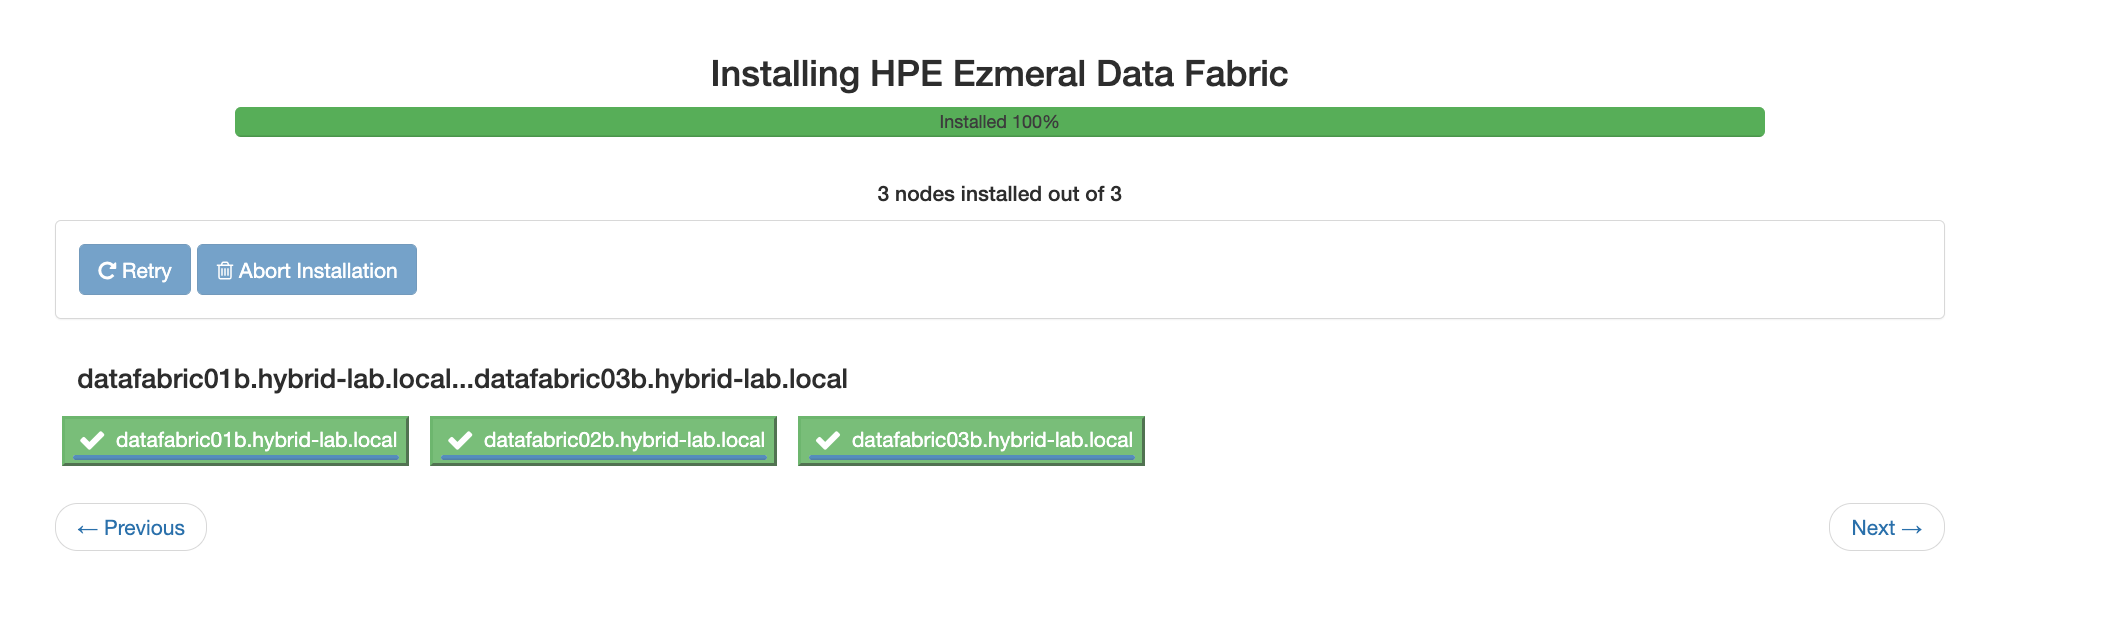 Installing HPE Ezmeral Data Fabric
Installed 100%
3 nodes installed out of 3
Retry Abort Installation
datafabric01b.hybrid-lab.local...datafabric03b.hybrid-lab.local
datafabric01b.hybrid-lab.local datafabric02b.hybrid-lab.local datafabric03b.hybrid-lab.local
← Previous Next →